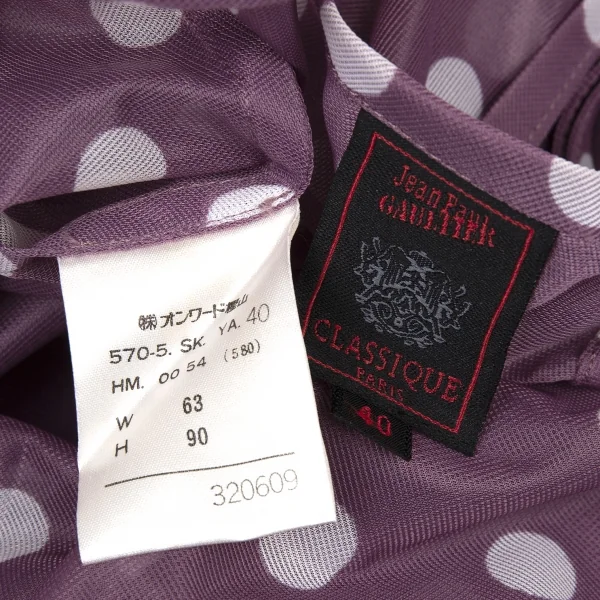 ㈱オンワード樫山
570-5. SK. YA. 40
HM. 00 54 (580)
W 63
H 90
320609
Jean Paul
GAULTIER
CLASSIQUE
PARIS
40